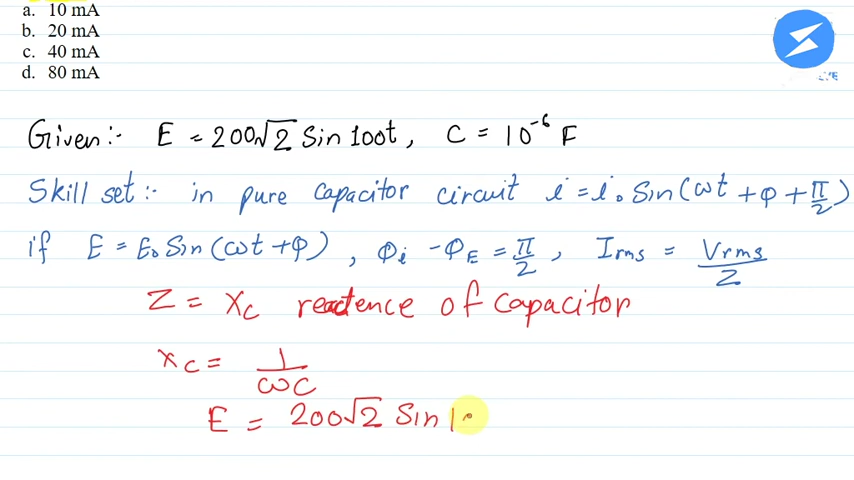 a. 10 mA
b. 20 mA
c. 40 mA
d. 80 mA
Given:- E = 200√2 Sin 100t, C = 10⁻⁶ F
Skill set:- in pure capacitor circuit i = i₀ Sin(ωt + φ + π/2)
if E = E₀ Sin(ωt + φ), φᵢ - φ_E = π/2, Irms = Vrms/Z
Z = Xc reactence of capacitor
Xc = 1/ωC
E = 200√2 Sin 1